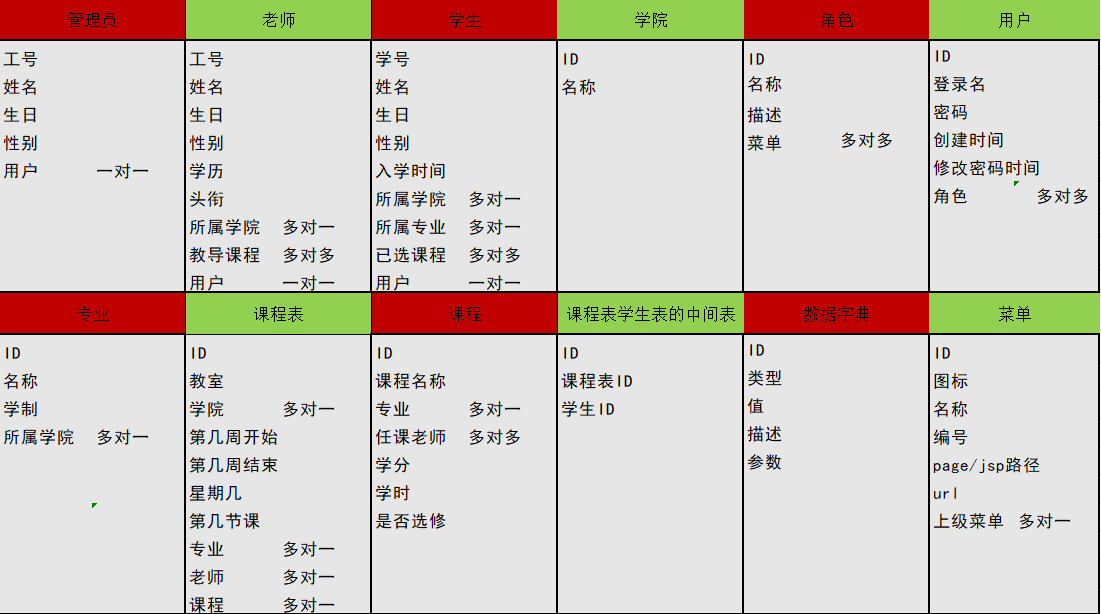 管理员
工号
姓名
生日
性别
用户 一对一
老师
工号
姓名
生日
性别
学历
头衔
所属学院 多对一
教导课程 多对多
用户 一对一
学生
学号
姓名
生日
性别
入学时间
所属学院 多对一
所属专业 多对一
已选课程 多对多
用户 一对一
学院
ID
名称
角色
ID
名称
描述
菜单 多对多
用户
ID
登录名
密码
创建时间
修改密码时间
角色 多对多
专业
ID
名称
学制
所属学院 多对一
课程表
ID
教室
学院 多对一
第几周开始
第几周结束
星期几
第几节课
专业 多对一
老师 多对一
课程 多对一
课程
ID
课程名称
专业 多对一
任课老师 多对多
学分
学时
是否选修
课程表学生表的中间表
ID
课程表ID
学生ID
数据字典
ID
类型
值
描述
参数
菜单
ID
图标
名称
编号
page/jsp路径
url
上级菜单 多对一